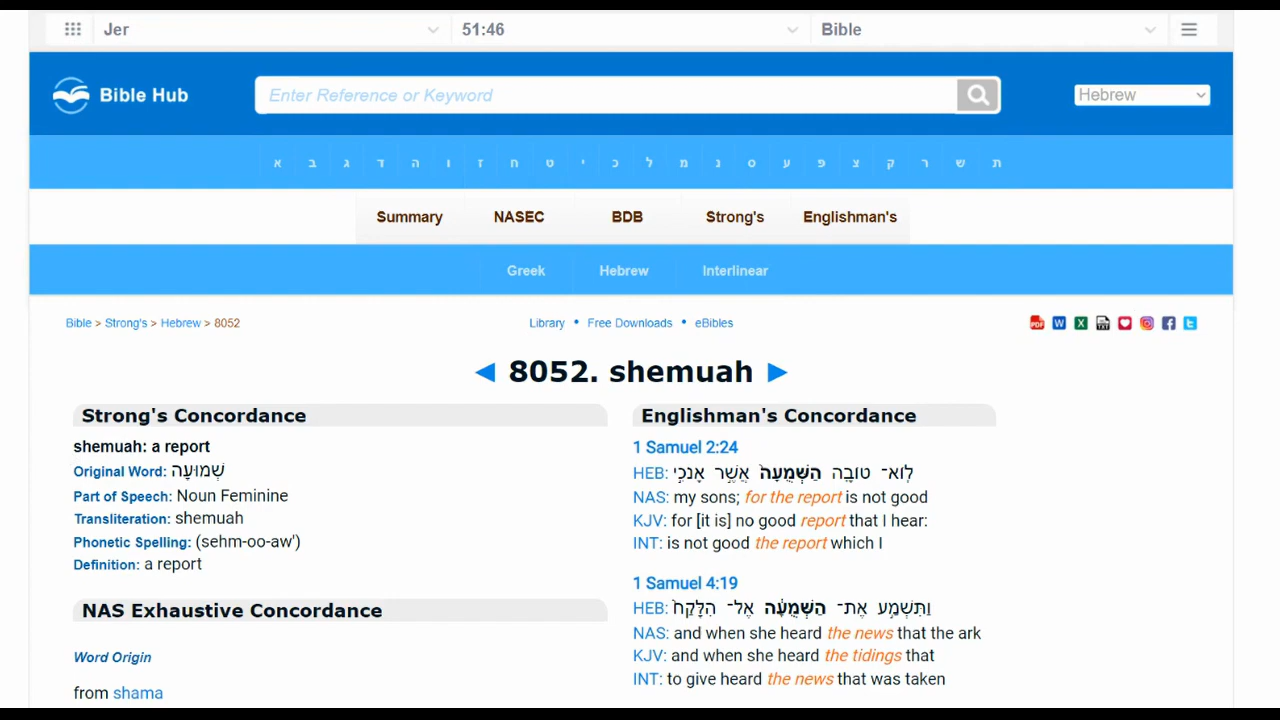 Jer 51:46 Bible
Bible Hub Enter Reference or Keyword Hebrew
א ב ג ד ה ו ז ח ט י כ ל מ נ ס ע פ צ ק ר ש ת
Summary NASEC BDB Strong's Englishman's
Greek Hebrew Interlinear
Bible > Strong's > Hebrew > 8052 Library • Free Downloads • eBibles
◀ 8052. shemuah ▶
Strong's Concordance
shemuah: a report
Original Word: שְׁמוּעָה
Part of Speech: Noun Feminine
Transliteration: shemuah
Phonetic Spelling: (sehm-oo-aw')
Definition: a report
NAS Exhaustive Concordance
Word Origin
from shama
Englishman's Concordance
1 Samuel 2:24
HEB: לֽוֹא־ טוֹבָ֤ה הַשְּׁמֻעָה֙ אֲשֶׁ֣ר אָנֹכִ֣י
NAS: my sons; for the report is not good
KJV: for [it is] no good report that I hear:
INT: is not good the report which I
1 Samuel 4:19
HEB: וַתִּשְׁמַ֣ע אֶת־ הַשְּׁמֻעָ֔ה אֶל־ הִלָּקַח֙
NAS: and when she heard the news that the ark
KJV: and when she heard the tidings that
INT: to give heard the news that was taken